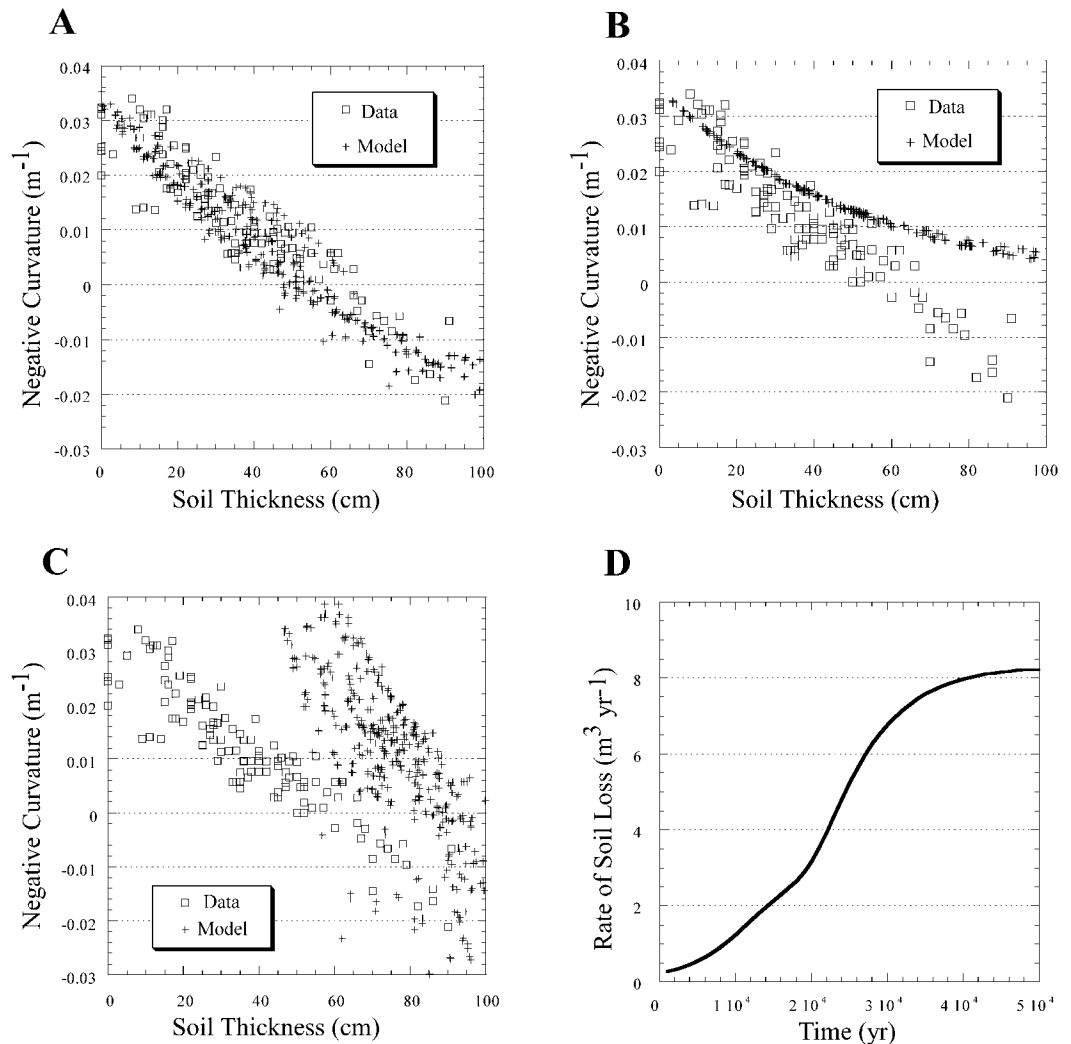 A
Negative Curvature (m-1)
0.04
0.03
0.02
0.01
0
-0.01
-0.02
-0.03
Data
Model
0 20 40 60 80 100
Soil Thickness (cm)
B
Negative Curvature (m-1)
0.04
0.03
0.02
0.01
0
-0.01
-0.02
-0.03
Data
Model
0 20 40 60 80 100
Soil Thickness (cm)
C
Negative Curvature (m-1)
0.04
0.03
0.02
0.01
0
-0.01
-0.02
-0.03
Data
Model
0 20 40 60 80 100
Soil Thickness (cm)
D
Rate of Soil Loss (m3 yr-1)
10
8
6
4
2
0
0 1 10 4 2 10 4 3 10 4 4 10 4 5 10 4
Time (yr)